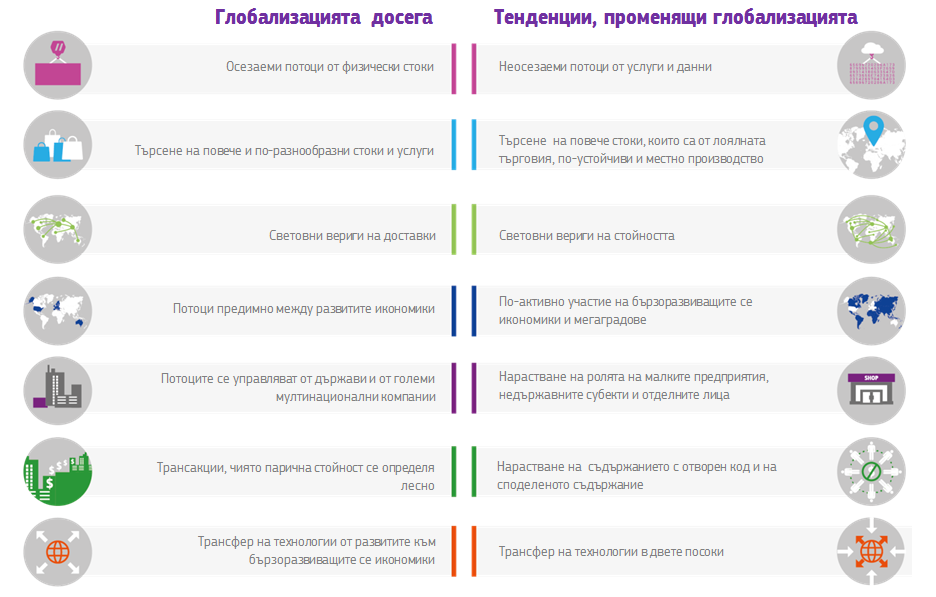 Глобализацията досега
Тенденции, променящи глобализацията
Осезаеми потоци от физически стоки
Неосезаеми потоци от услуги и данни
Търсене на повече и по-разнообразни стоки и услуги
Търсене на повече стоки, които са от лоялната
търговия, по-устойчиви и местно производство
Световни вериги на доставки
Световни вериги на стойността
Потоци предимно между развитите икономики
По-активно участие на бързоразвиващите се
икономики и мегаградове
Потоците се управляват от държави и от големи
мултинационални компании
Нарастване на ролята на малките предприятия,
недържавните субекти и отделните лица
SHOP
Трансакции, чиято парична стойност се определя
лесно
Нарастване на съдържанието с отворен код и на
споделеното съдържание
$ $ $ $ $
Трансфер на технологии от развитите към
бързоразвиващите се икономики
Трансфер на технологии в двете посоки